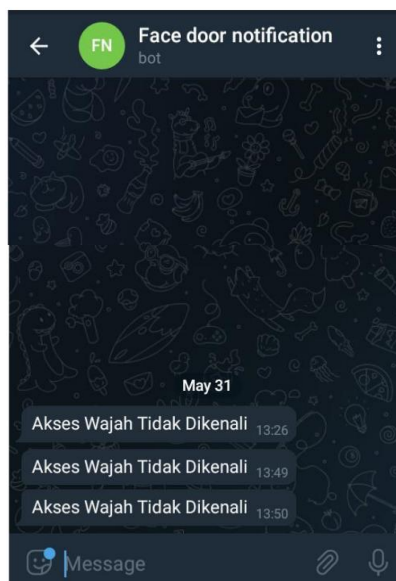 FN
Face door notification
bot
May 31
Akses Wajah Tidak Dikenali 13:26
Akses Wajah Tidak Dikenali 13:49
Akses Wajah Tidak Dikenali 13:50
Message